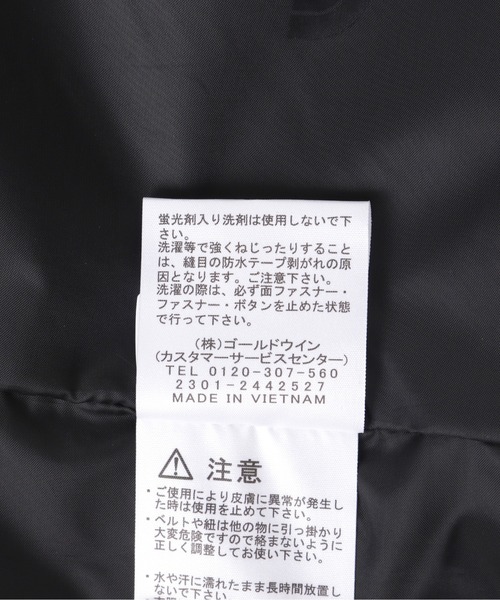 蛍光剤入り洗剤は使用しないで下
さい。
洗濯等で強くねじったりすること
は、縫目の防水テープ剥がれの原
因となります。ご注意下さい。
洗濯の際は、必ず面ファスナー・
ファスナー・ボタンを止めた状態
で行って下さい。
(株)ゴールドウイン
(カスタマーサービスセンター)
TEL 0120-307-560
2301-2442527
MADE IN VIETNAM
注意
・ご使用により皮膚に異常が発生し
た時は使用を止めて下さい。
・ベルトや紐は他の物に引っ掛かり
大変危険ですので絡まないように
正しく調整してお使い下さい。
・水や汗に濡れたまま長時間放置し
ないで下さい。